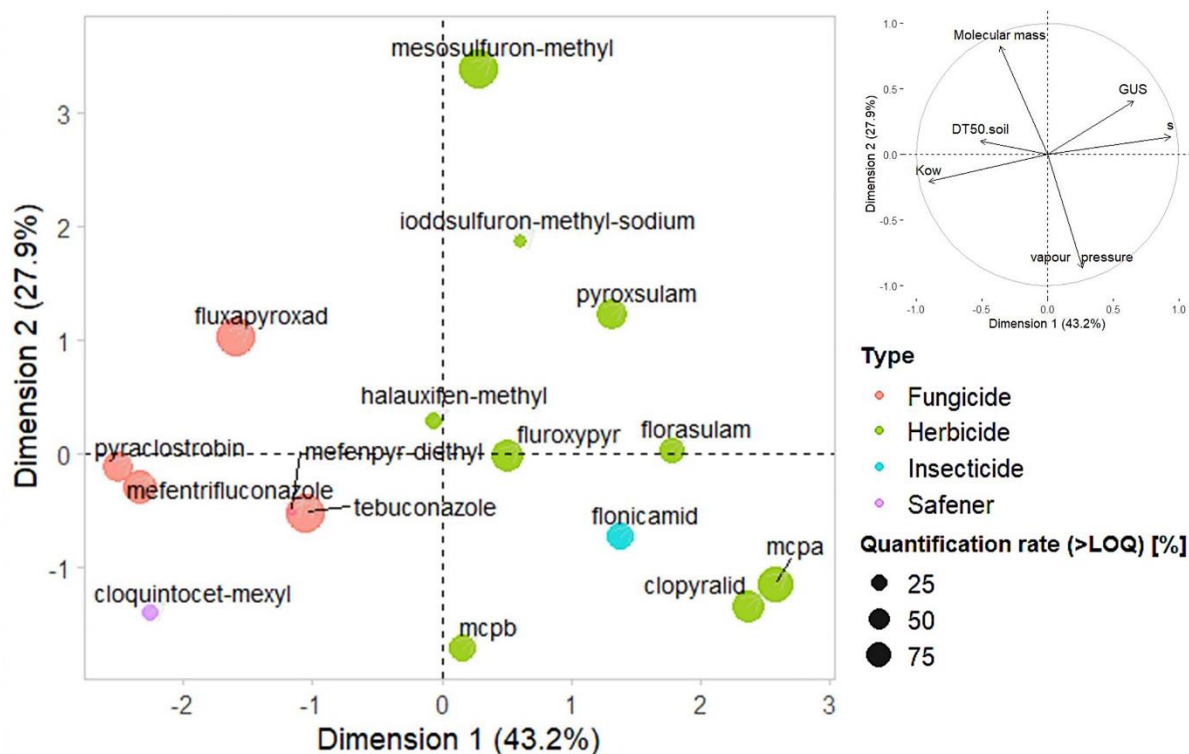 mesosulfuron-methyl
iodosulfuron-methyl-sodium
pyroxsulam
fluxapyroxad
halauxifen-methyl
fluroxypyr
florasulam
pyraclostrobin
mefenpyr-diethyl
mefentrifluconazole
tebuconazole
flonicamid
mcpa
clopyralid
cloquintocet-mexyl
mcpb
3
2
1
0
-1
Dimension 2 (27.9%)
-2
-1
0
1
2
3
Dimension 1 (43.2%)
1.0
0.5
0.0
-0.5
-1.0
Dimension 2 (27.9%)
Molecular mass
GUS
s
DT50.soil
Kow
vapour pressure
-1.0
-0.5
0.0
0.5
1.0
Dimension 1 (43.2%)
Type
Fungicide
Herbicide
Insecticide
Safener
Quantification rate (>LOQ) [%]
25
50
75